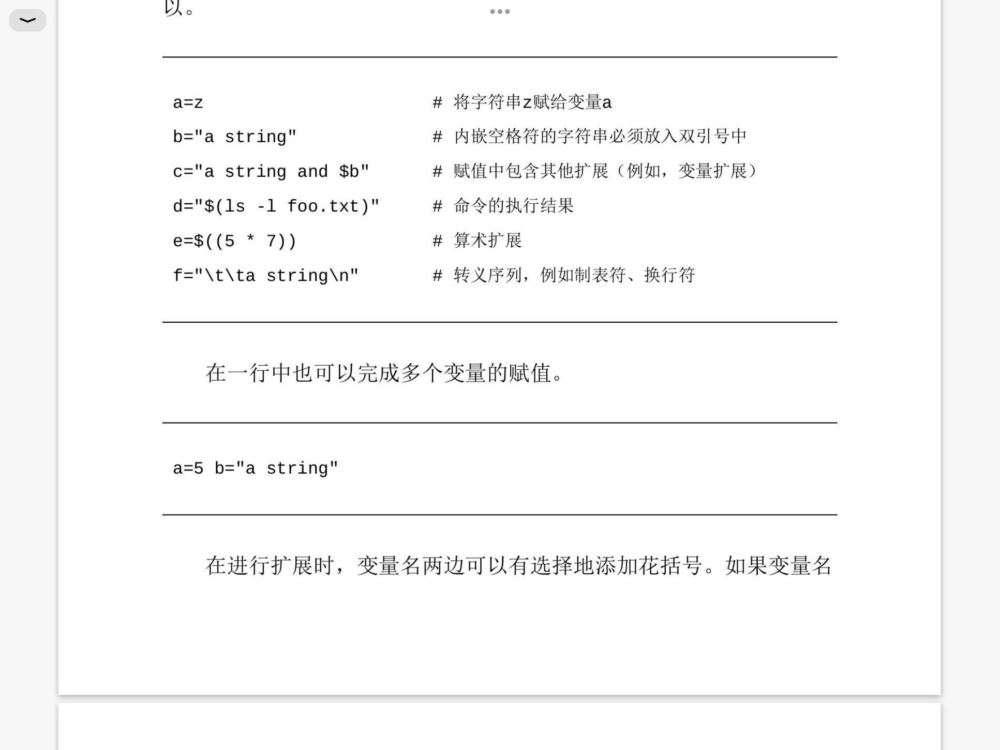 以。
a=z # 将字符串z赋给变量a
b="a string" # 内嵌空格符的字符串必须放入双引号中
c="a string and $b" # 赋值中包含其他扩展（例如，变量扩展）
d="$(ls -l foo.txt)" # 命令的执行结果
e=$((5 * 7)) # 算术扩展
f="\t\ta string\n" # 转义序列，例如制表符、换行符
在一行中也可以完成多个变量的赋值。
a=5 b="a string"
在进行扩展时，变量名两边可以有选择地添加花括号。如果变量名